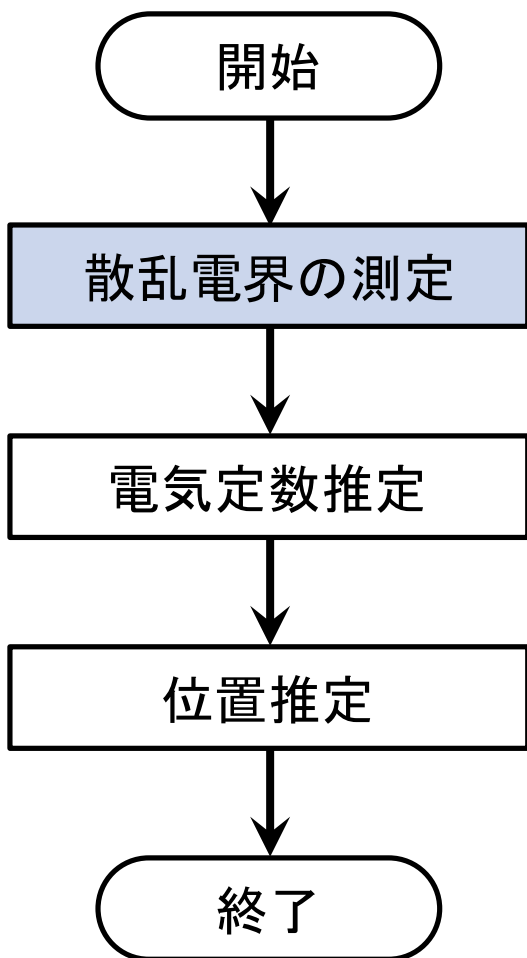 開始
散乱電界の測定
電気定数推定
位置推定
終了